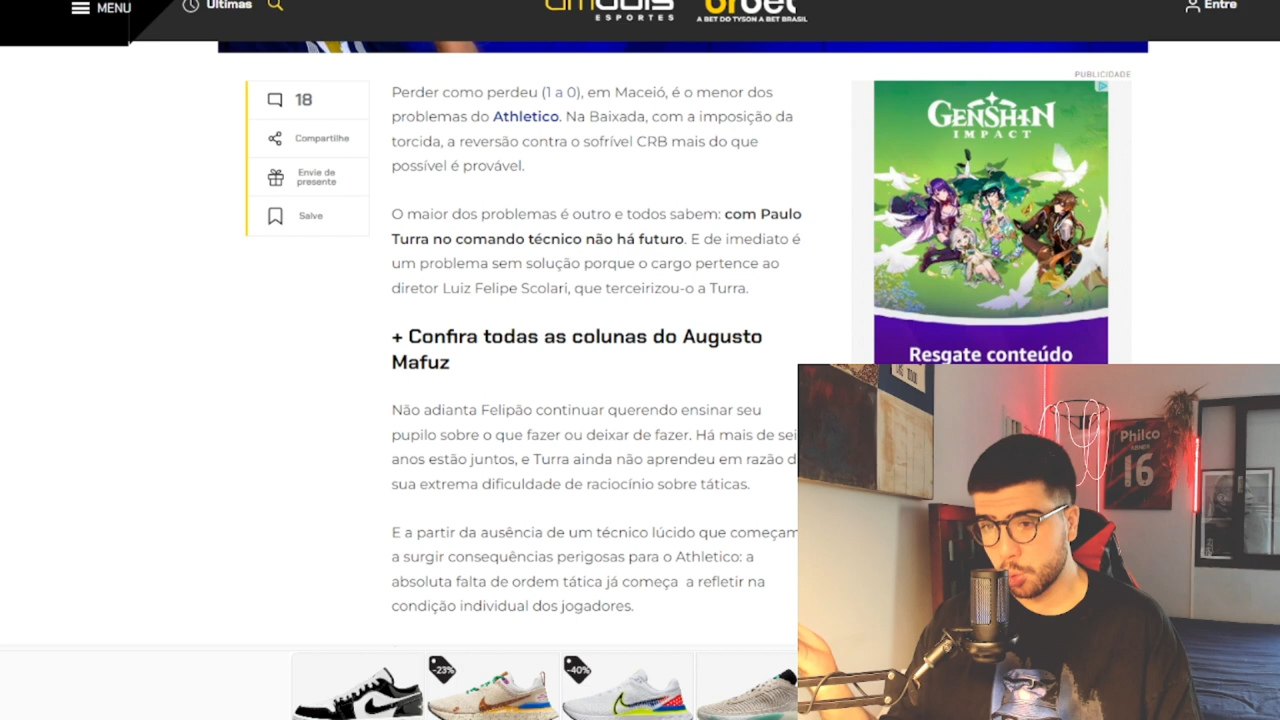 MENU
Últimas
ESPORTES
A BET DO TYSON A BET BRASIL
Entre
PUBLICIDADE
18
Compartilhe
Envie de
presente
Salve
Perder como perdeu (1 a 0), em Maceió, é o menor dos
problemas do Athletico. Na Baixada, com a imposição da
torcida, a reversão contra o sofrível CRB mais do que
possível é provável.
O maior dos problemas é outro e todos sabem: com Paulo
Turra no comando técnico não há futuro. E de imediato é
um problema sem solução porque o cargo pertence ao
diretor Luiz Felipe Scolari, que terceirizou-o a Turra.
+ Confira todas as colunas do Augusto
Mafuz
Não adianta Felipão continuar querendo ensinar seu
pupilo sobre o que fazer ou deixar de fazer. Há mais de sei
anos estão juntos, e Turra ainda não aprendeu em razão d
sua extrema dificuldade de raciocínio sobre táticas.
E a partir da ausência de um técnico lúcido que começam
a surgir consequências perigosas para o Athletico: a
absoluta falta de ordem tática já começa a refletir na
condição individual dos jogadores.
GENSHIN
IMPACT
Resgate conteúdo
Philco
16
-23%
-40%